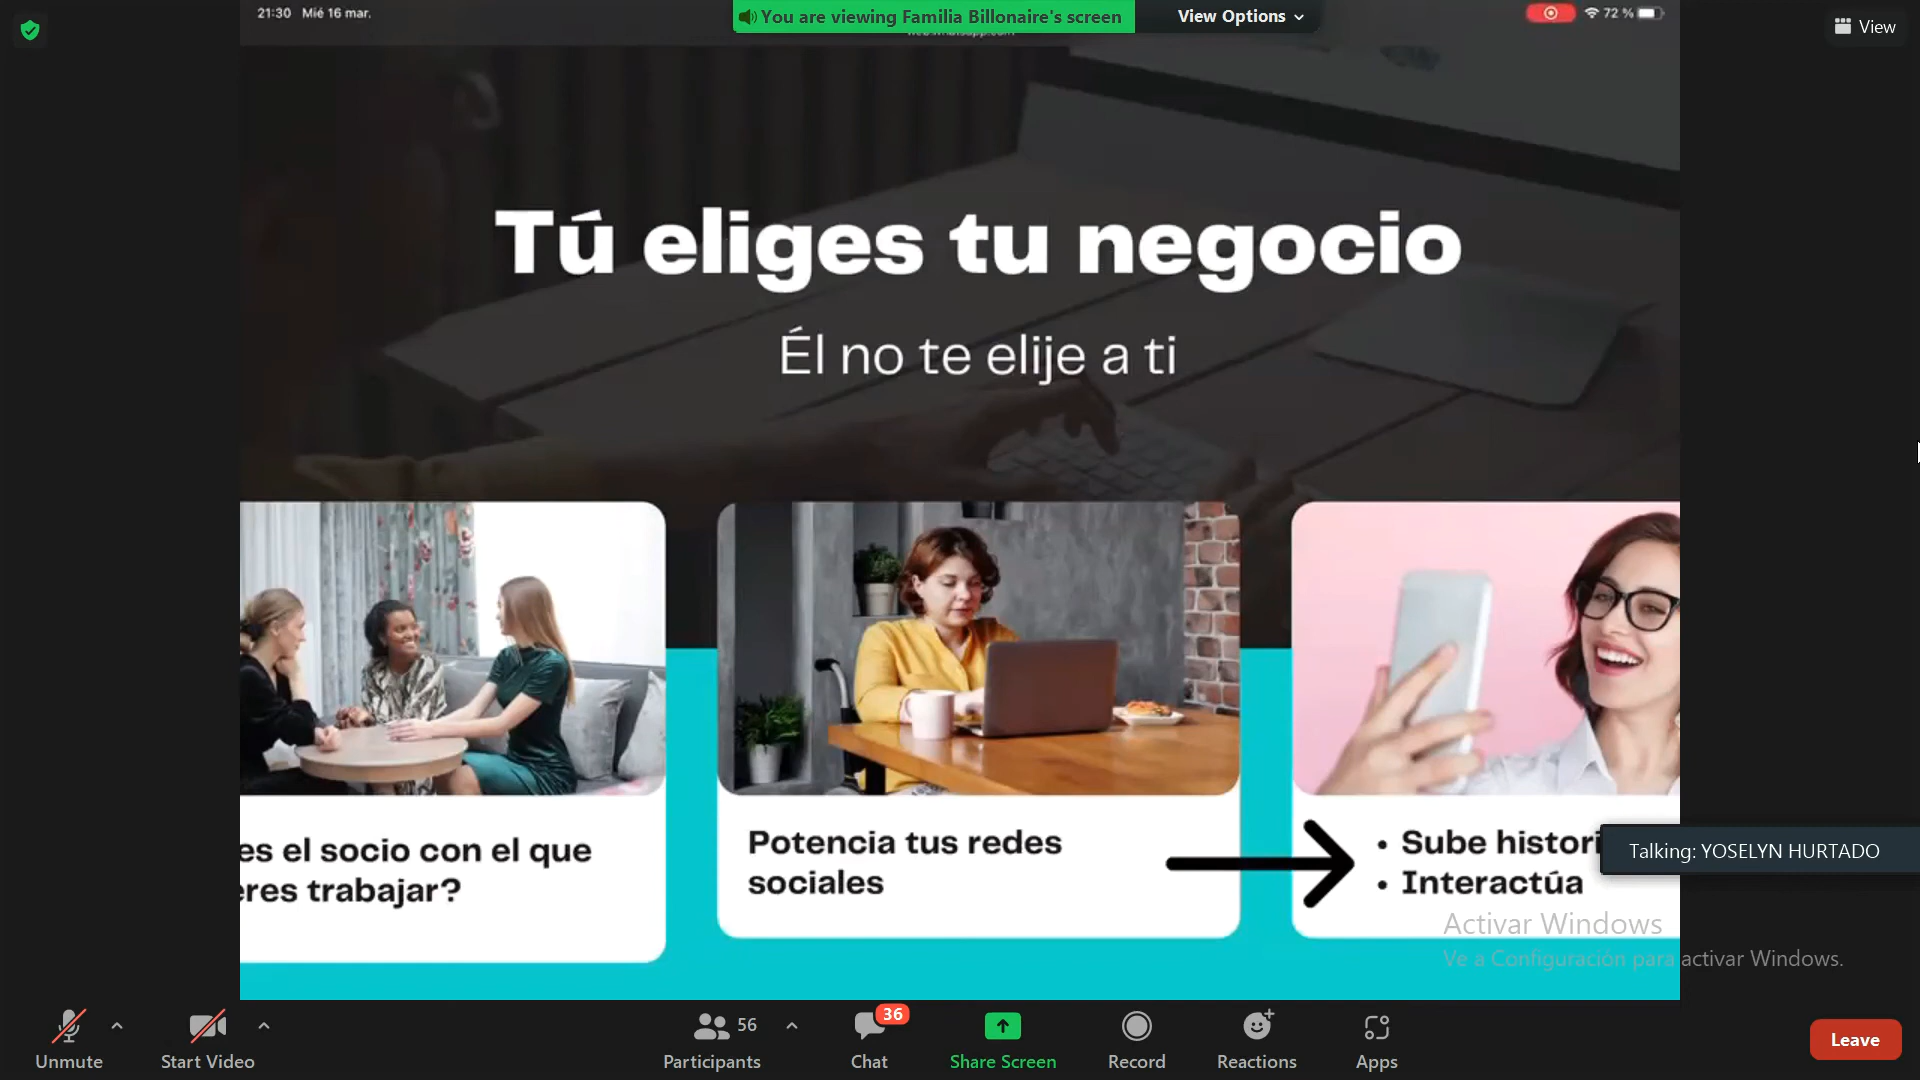 21:30 Mié 16 mar.
You are viewing Familia Billonaire's screen
View Options
72 %
View
Tú eliges tu negocio
Él no te elije a ti
es el socio con el que
eres trabajar?
Potencia tus redes
sociales
• Sube histori
• Interactúa
Talking: YOSELYN HURTADO
Activar Windows
Ve a Configuración para activar Windows.
56
36
Unmute
Start Video
Participants
Chat
Share Screen
Record
Reactions
Apps
Leave